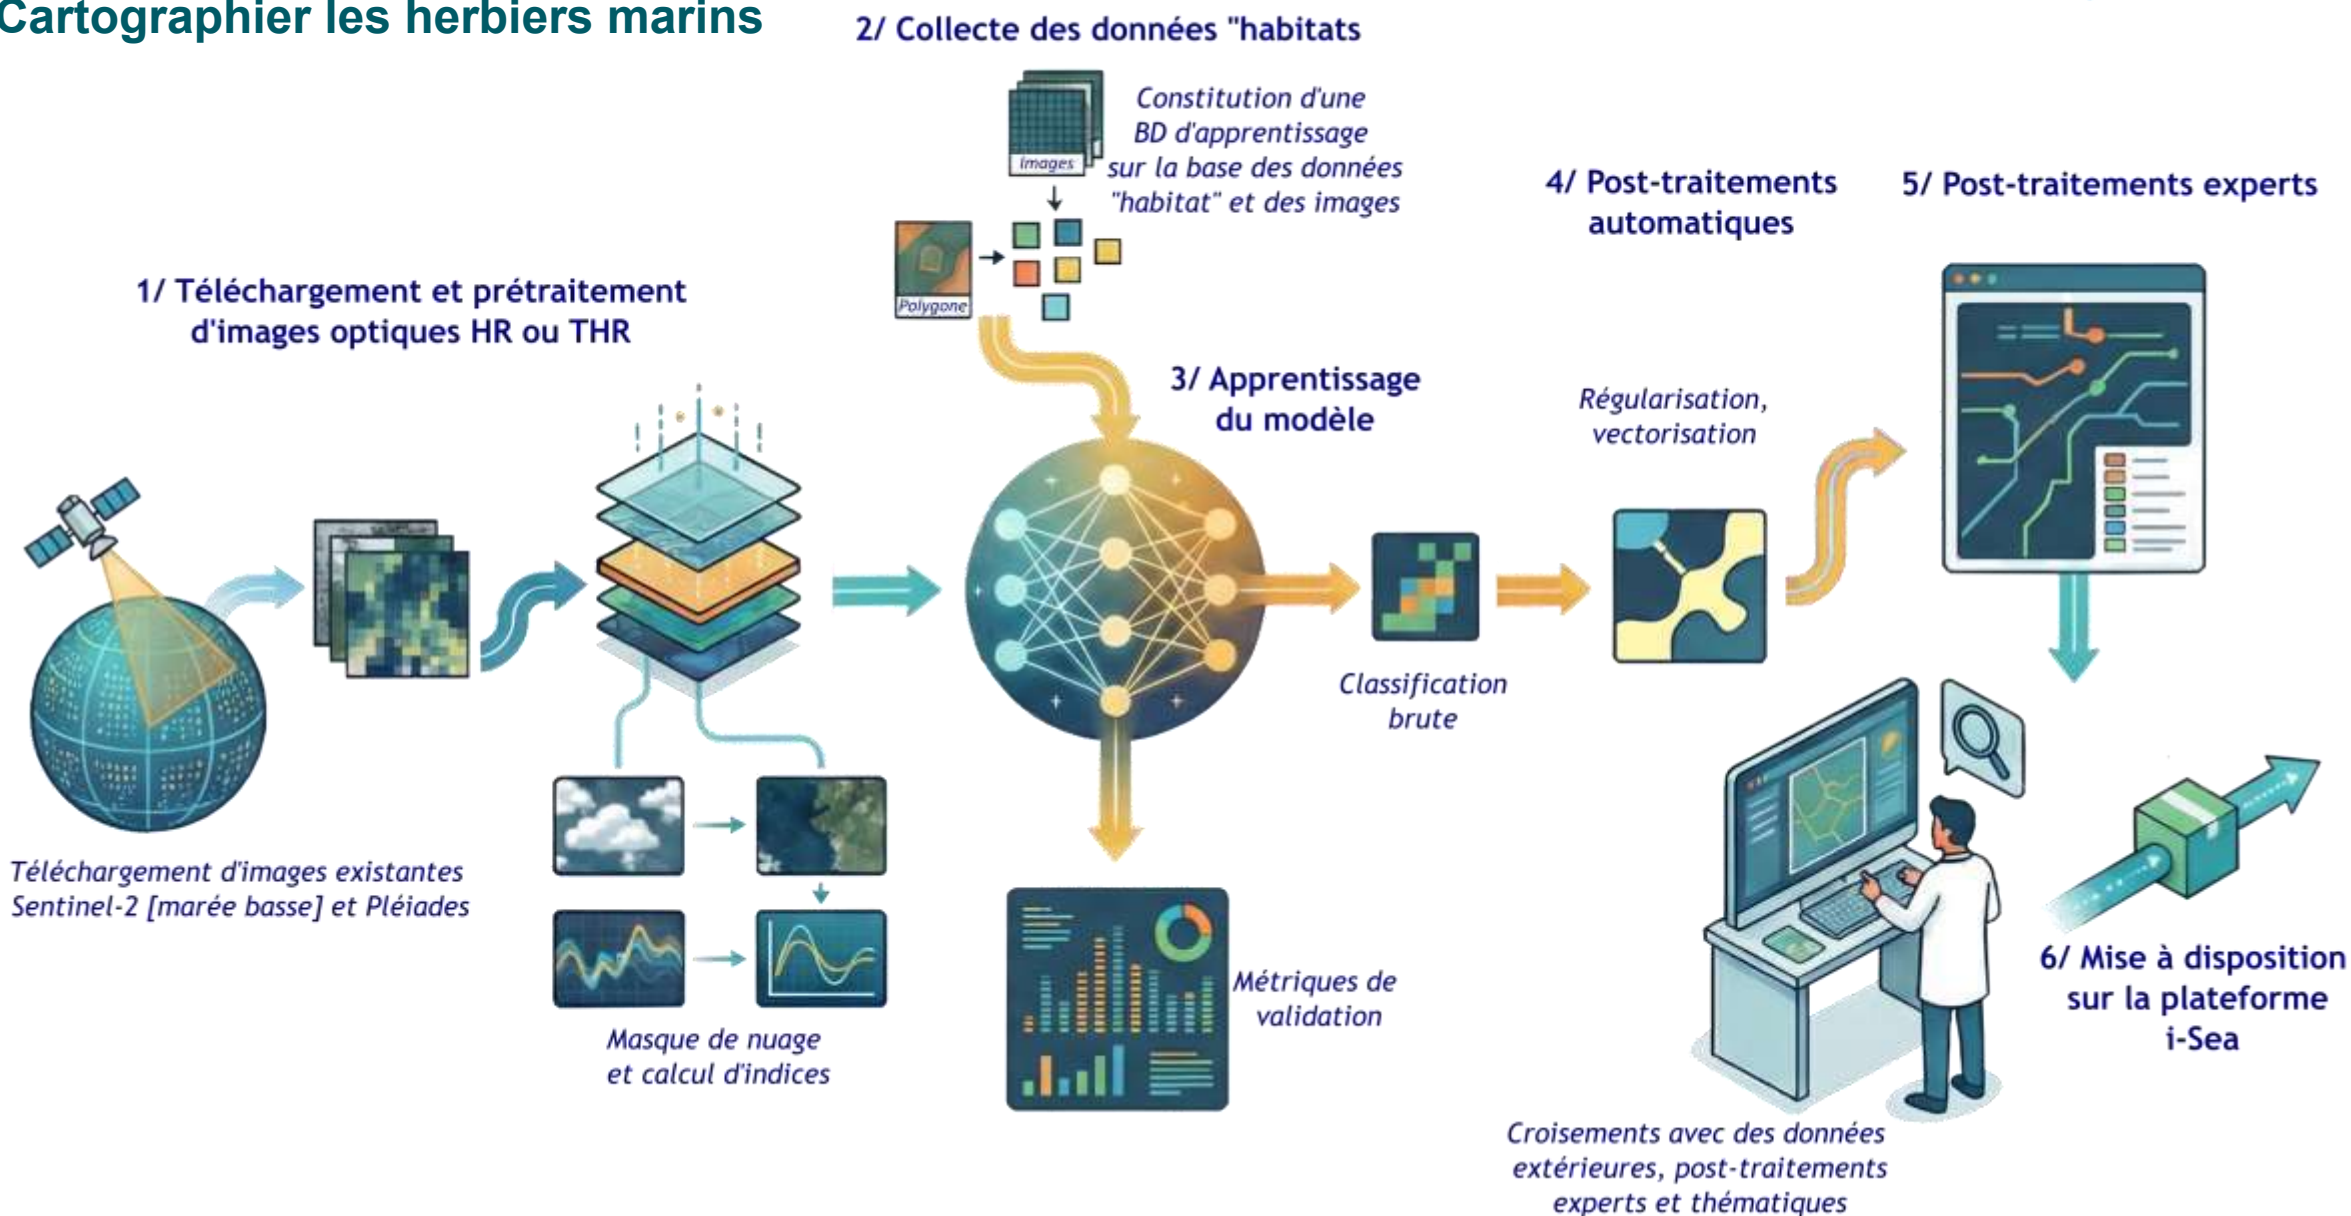 Cartographier les herbiers marins
2/ Collecte des données "habitats
Constitution d'une
BD d'apprentissage
sur la base des données
"habitat" et des images
Images
Polygone
1/ Téléchargement et prétraitement
d'images optiques HR ou THR
3/ Apprentissage
du modèle
4/ Post-traitements
automatiques
5/ Post-traitements experts
Régularisation,
vectorisation
Classification
brute
Téléchargement d'images existantes
Sentinel-2 [marée basse] et Pléiades
Masque de nuage
et calcul d'indices
Métriques de
validation
6/ Mise à disposition
sur la plateforme
i-Sea
Croisements avec des données
extérieures, post-traitements
experts et thématiques